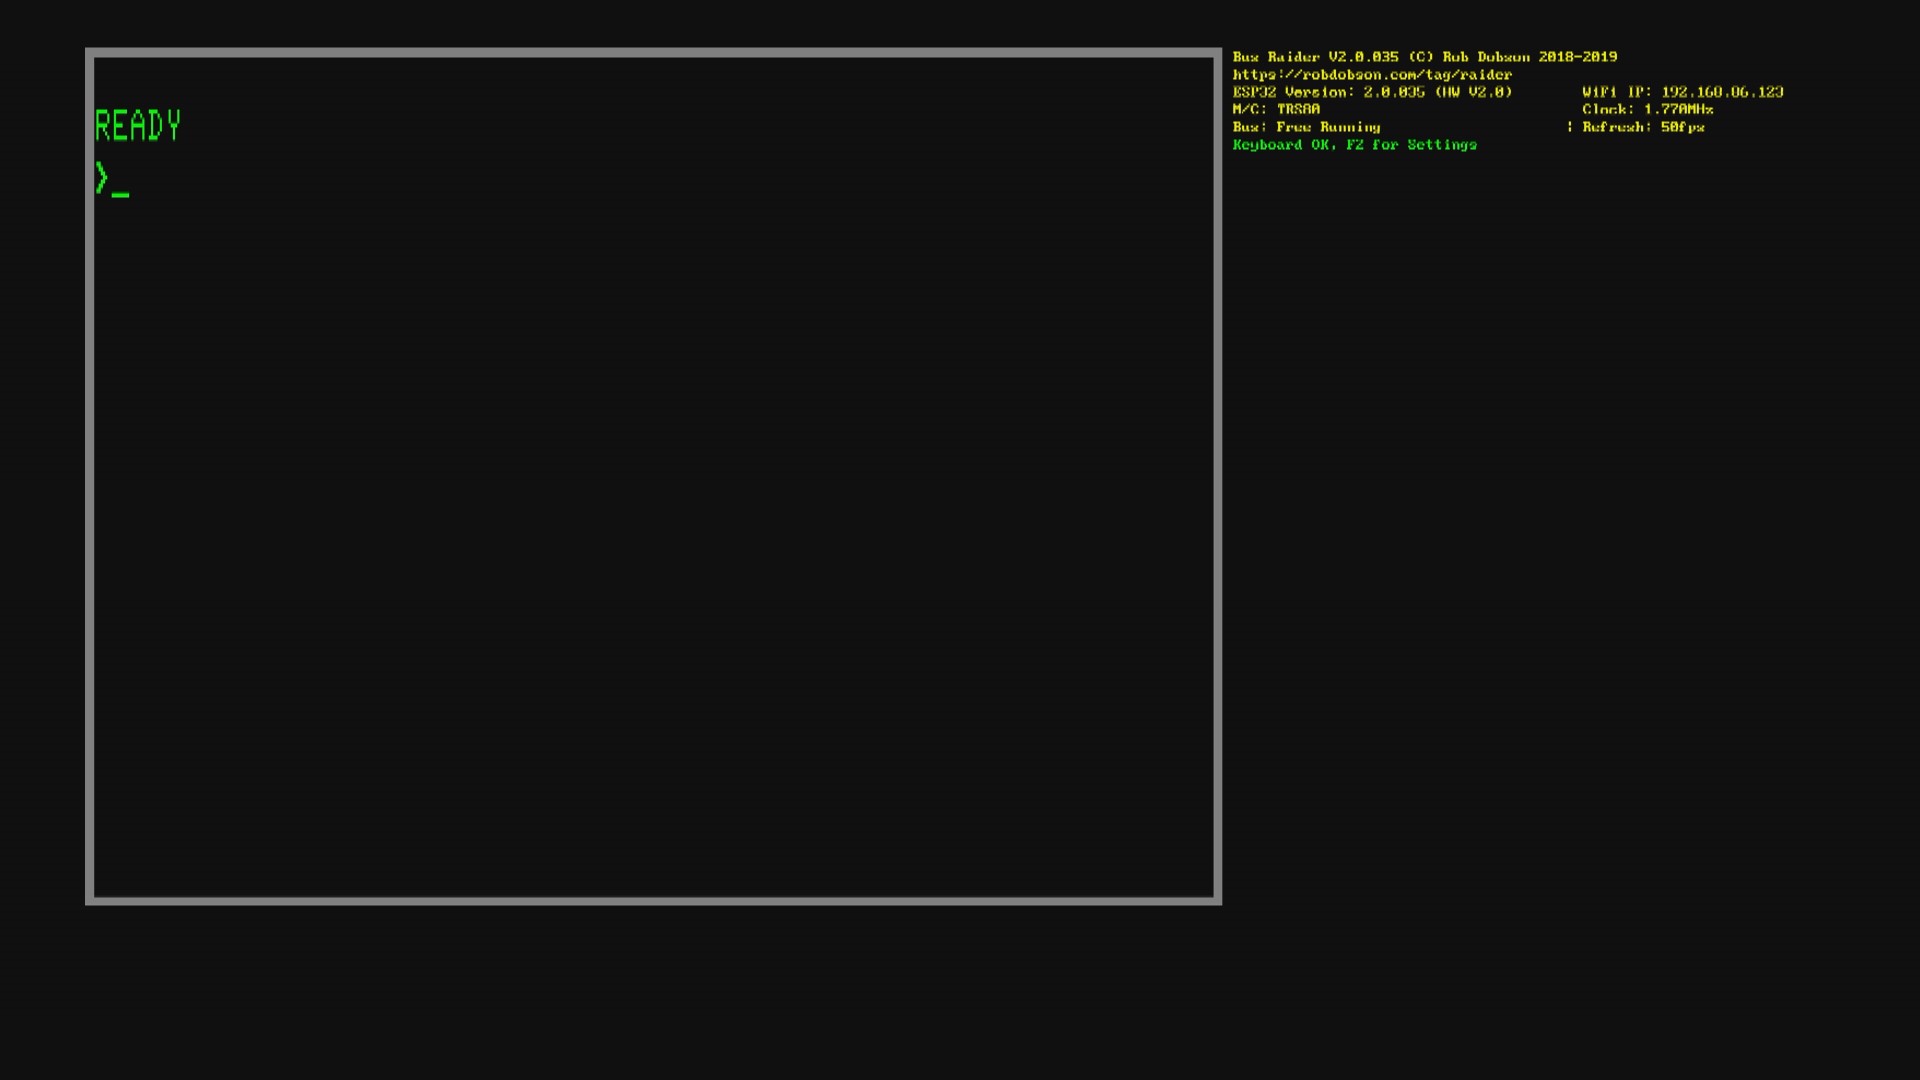 READY
>_
Bus Raider V2.0.035 (C) Rob Dobson 2018-2019
https://robdobson.com/tag/raider
ESP32 Version: 2.0.035 (HW V2.0) WiFi IP: 192.168.86.123
M/C: TRS80 Clock: 1.770MHz
Bus: Free Running | Refresh: 50fps
Keyboard OK, F2 for Settings